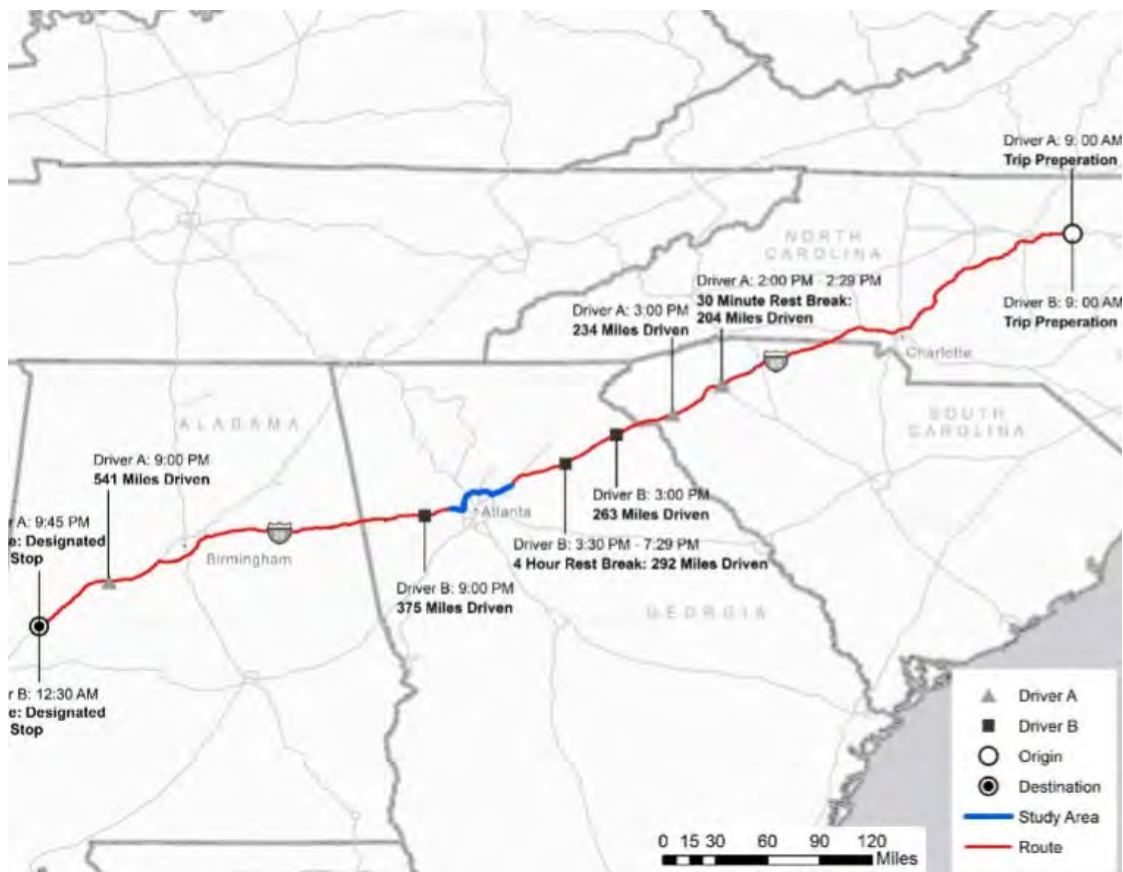 Driver A: 9: 00 AM
Trip Preperation
NORTH
CAROLINA
Driver A: 2:00 PM - 2:29 PM
30 Minute Rest Break:
204 Miles Driven
Driver A: 3:00 PM
234 Miles Driven
Driver B: 9: 00 AM
Trip Preperation
Charlotte
SOUTH
CAROLINA
ALABAMA
Driver A: 9:00 PM
541 Miles Driven
r A: 9:45 PM
e: Designated
Stop
Birmingham
Atlanta
Driver B: 3:00 PM
263 Miles Driven
Driver B: 3:30 PM - 7:29 PM
4 Hour Rest Break: 292 Miles Driven
Driver B: 9:00 PM
375 Miles Driven
GEORGIA
r B: 12:30 AM
e: Designated
Stop
Driver A
Driver B
Origin
Destination
Study Area
Route
0 15 30 60 90 120
Miles